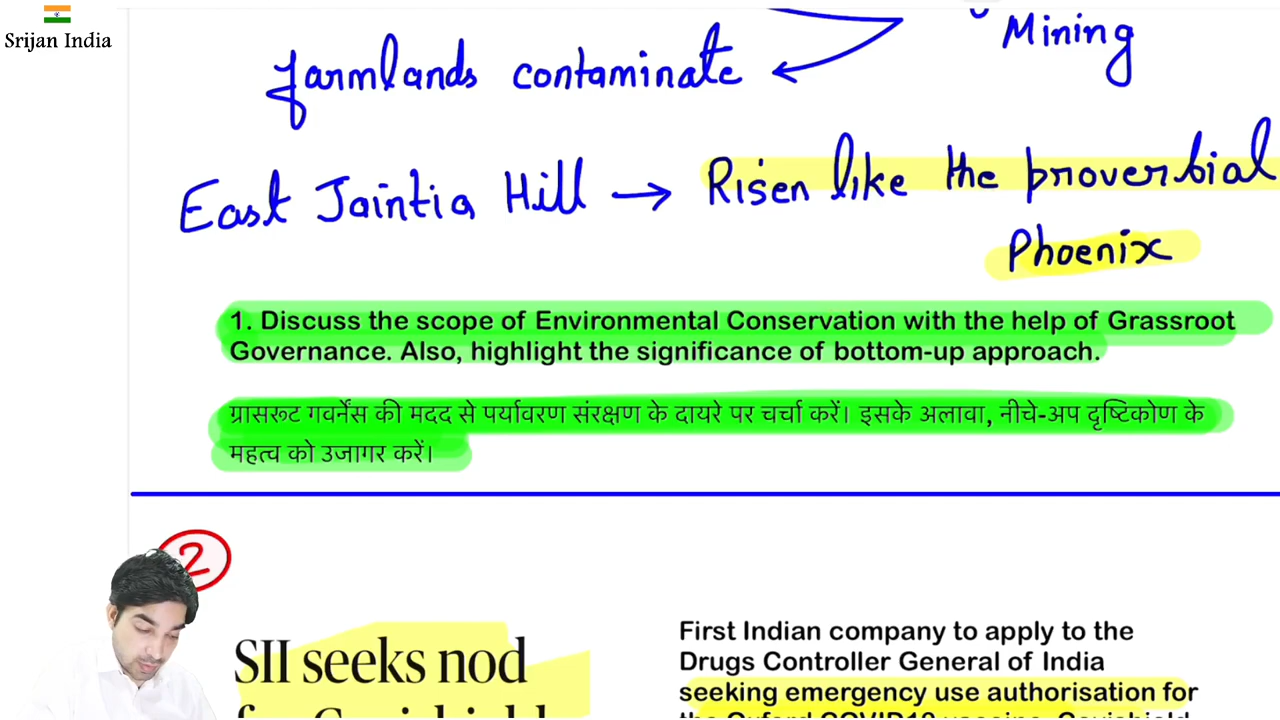 Srijan India
Mining
farmlands contaminate
East Jaintia Hill → Risen like the proverbial
Phoenix
1. Discuss the scope of Environmental Conservation with the help of Grassroot
Governance. Also, highlight the significance of bottom-up approach.
ग्रासरूट गवर्नेंस की मदद से पर्यावरण संरक्षण के दायरे पर चर्चा करें। इसके अलावा, नीचे-अप दृष्टिकोण के
महत्व को उजागर करें।
2
SII seeks nod
First Indian company to apply to the
Drugs Controller General of India
seeking emergency use authorisation for